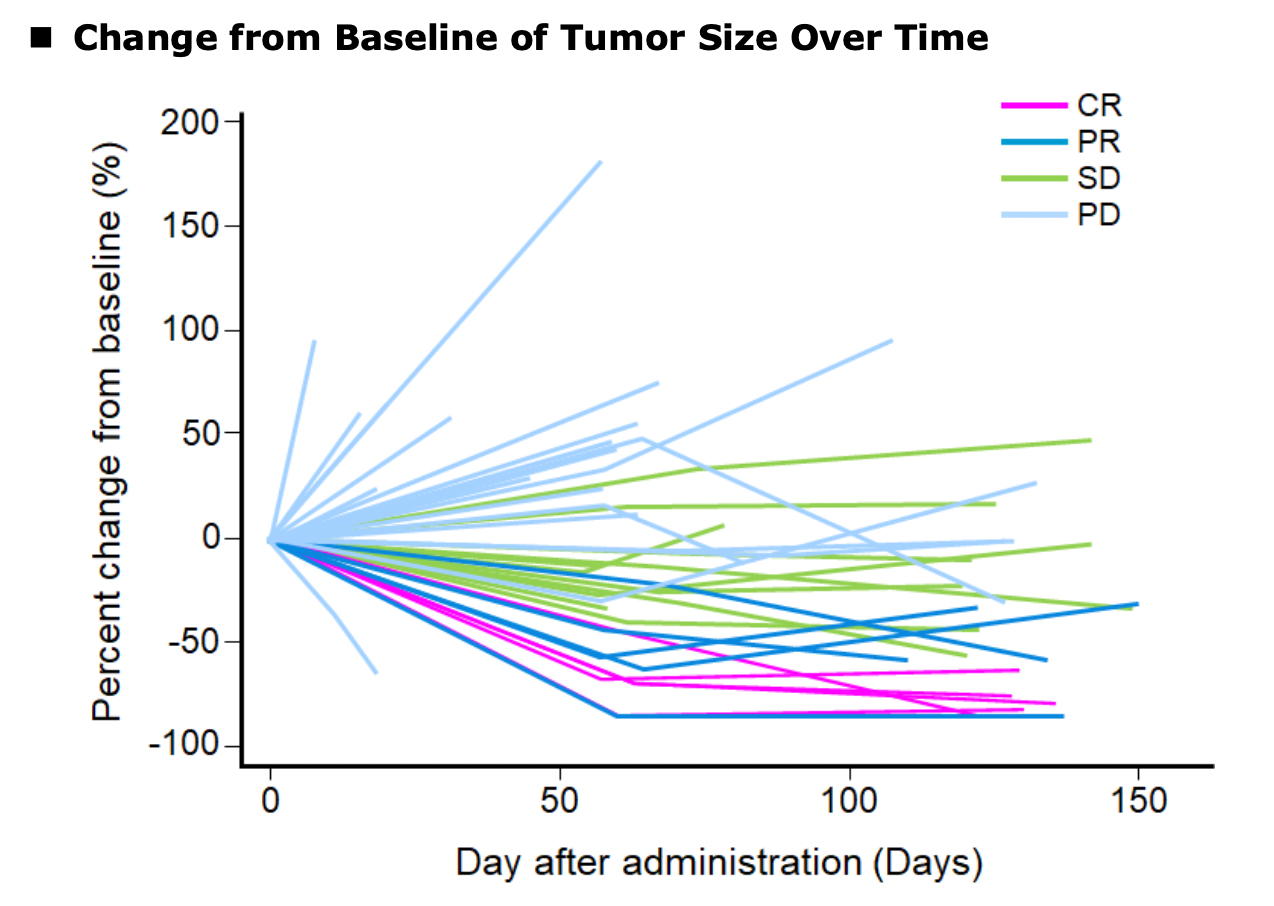 ■ Change from Baseline of Tumor Size Over Time
CR
PR
SD
PD
Percent change from baseline (%)
200
150
100
50
0
-50
-100
0 50 100 150
Day after administration (Days)